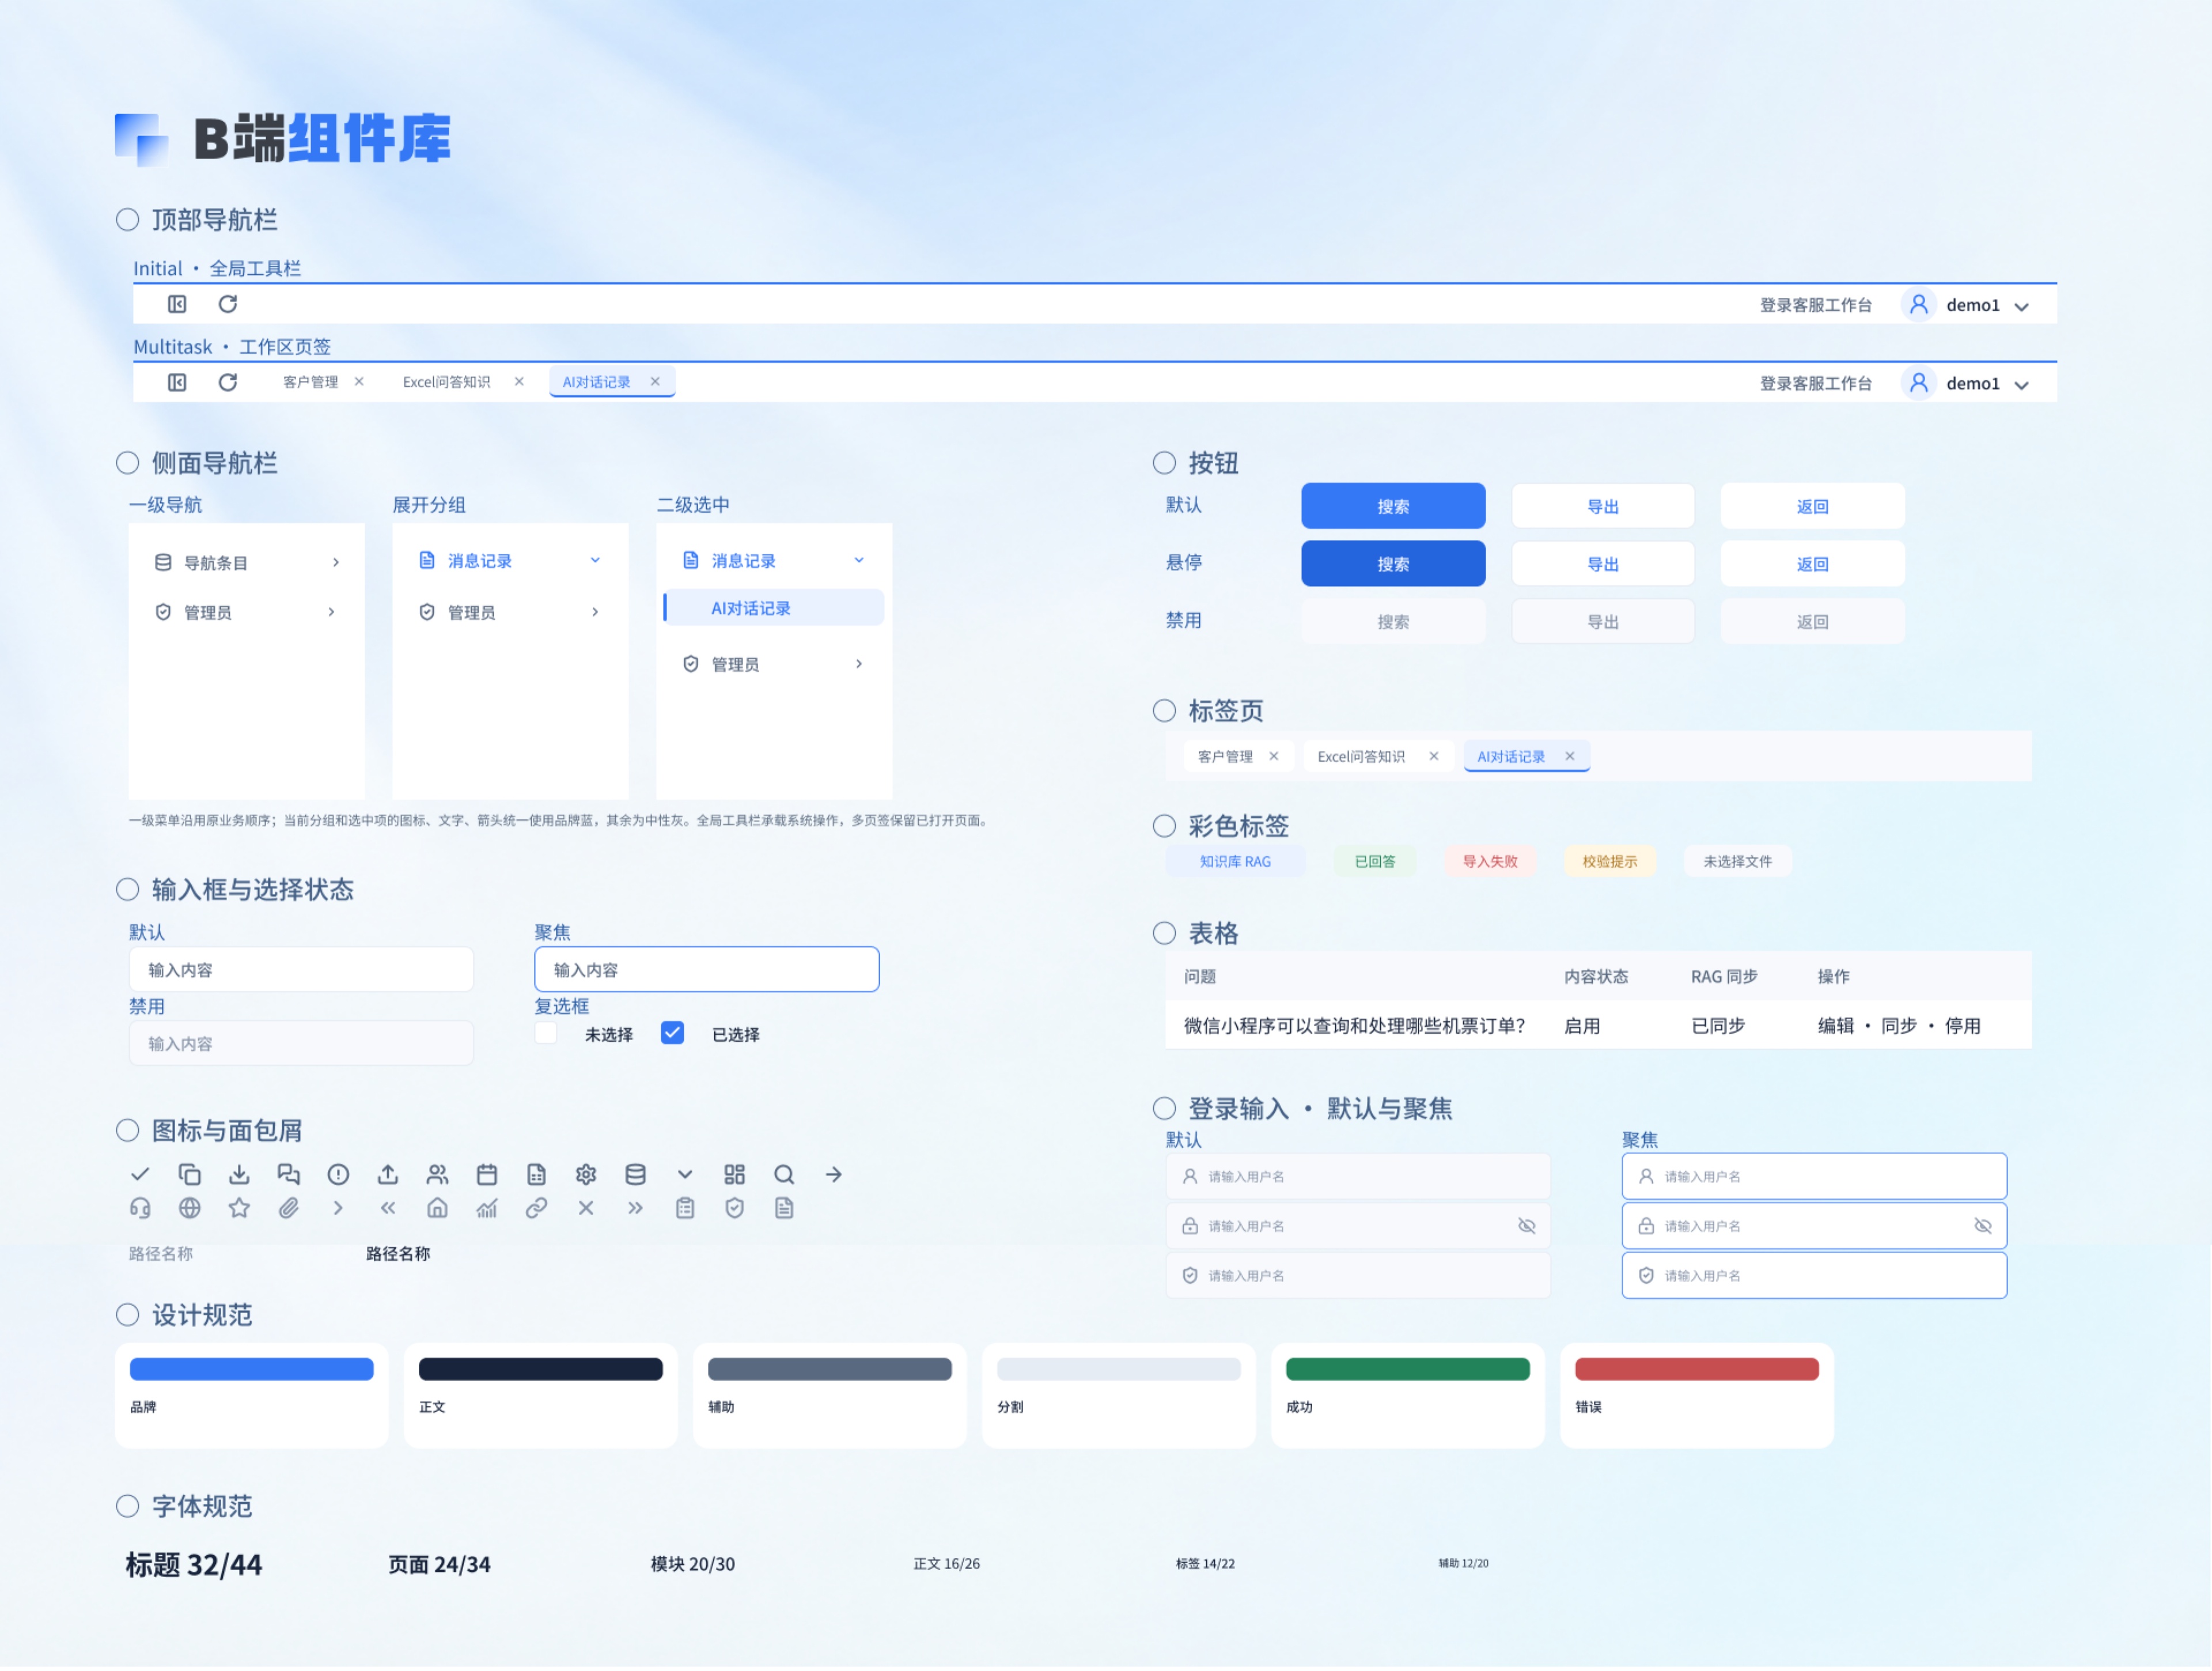 B端组件库
顶部导航栏
Initial · 全局工具栏
登录客服工作台 demo1
Multitask · 工作区页签
客户管理 Excel问答知识 AI对话记录 登录客服工作台 demo1
侧面导航栏
一级导航 展开分组 二级选中
导航条目 消息记录 消息记录
AI对话记录
管理员 管理员
管理员
一级菜单沿用原业务顺序；当前分组和选中项的图标、文字、箭头统一使用品牌蓝，其余为中性灰。全局工具栏承载系统操作，多页签保留已打开页面。
按钮
默认 搜索 导出 返回
悬停 搜索 导出 返回
禁用 搜索 导出 返回
标签页
客户管理 Excel问答知识 AI对话记录
彩色标签
知识库 RAG 已回答 导入失败 校验提示 未选择文件
输入框与选择状态
默认 聚焦
输入内容 输入内容
禁用 复选框
输入内容 未选择 已选择
表格
问题 内容状态 RAG 同步 操作
微信小程序可以查询和处理哪些机票订单？ 启用 已同步 编辑 · 同步 · 停用
图标与面包屑
路径名称 路径名称
登录输入 · 默认与聚焦
默认 聚焦
请输入用户名 请输入用户名
请输入用户名 请输入用户名
请输入用户名 请输入用户名
设计规范
品牌 正文 辅助 分割 成功 错误
字体规范
标题 32/44 页面 24/34 模块 20/30 正文 16/26 标签 14/22 辅助 12/20